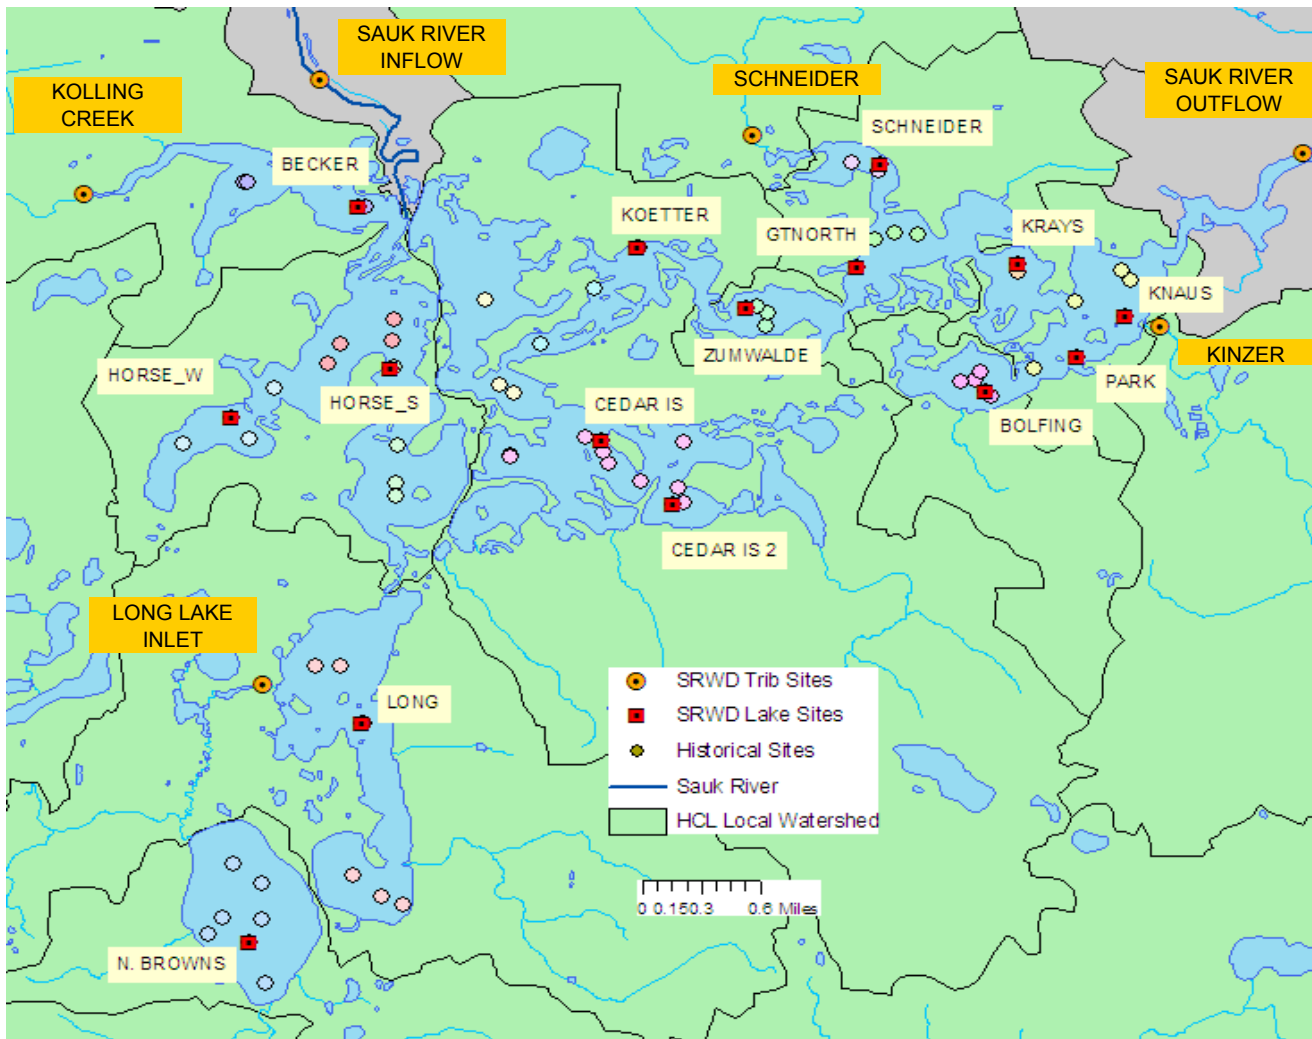 SAUK RIVER
INFLOW
SCHNEIDER
SAUK RIVER
OUTFLOW
KOLLING
CREEK
SCHNEIDER
BECKER
KOETTER
GTNORTH
KRAYS
KNAUS
ZUMWALDE
KINZER
HORSE_W
PARK
HORSE_S
CEDAR IS
BOLFING
CEDAR IS 2
LONG LAKE
INLET
LONG
SRWD Trib Sites
SRWD Lake Sites
Historical Sites
Sauk River
HCL Local Watershed
0 0.150.3 0.6 Miles
N. BROWNS